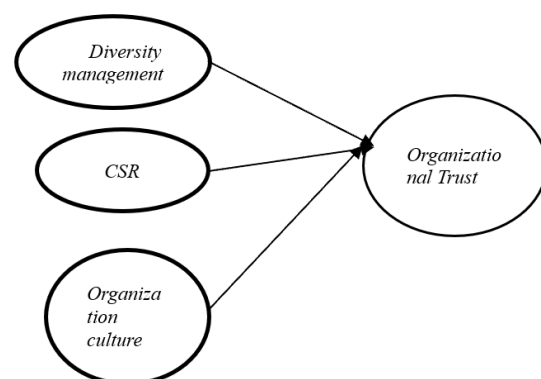 Diversity
management
CSR
Organizatio
nal Trust
Organiza
tion
culture